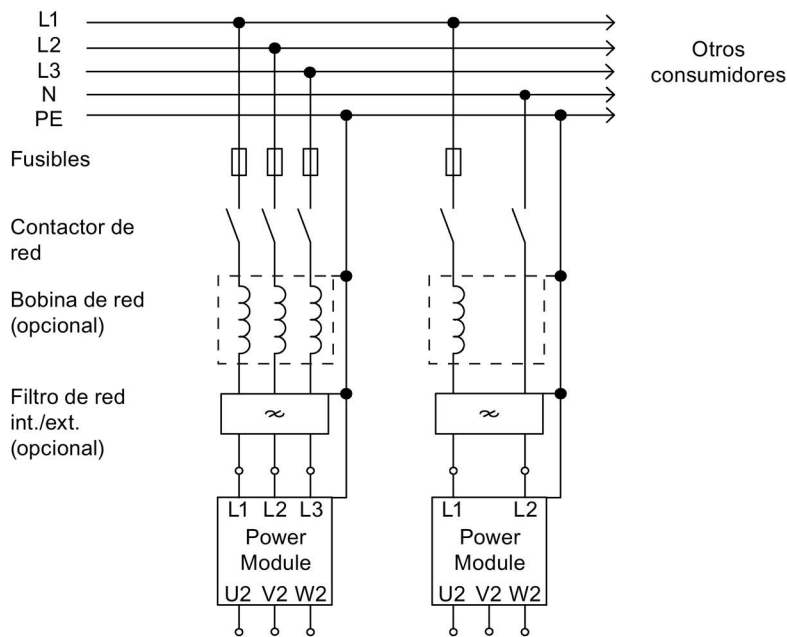 L1
L2
L3
N
PE
Otros
consumidores
Fusibles
Contactor de
red
Bobina de red
(opcional)
Filtro de red
int./ext.
(opcional)
L1 L2 L3
Power
Module
U2 V2 W2
L1 L2
Power
Module
U2 V2 W2